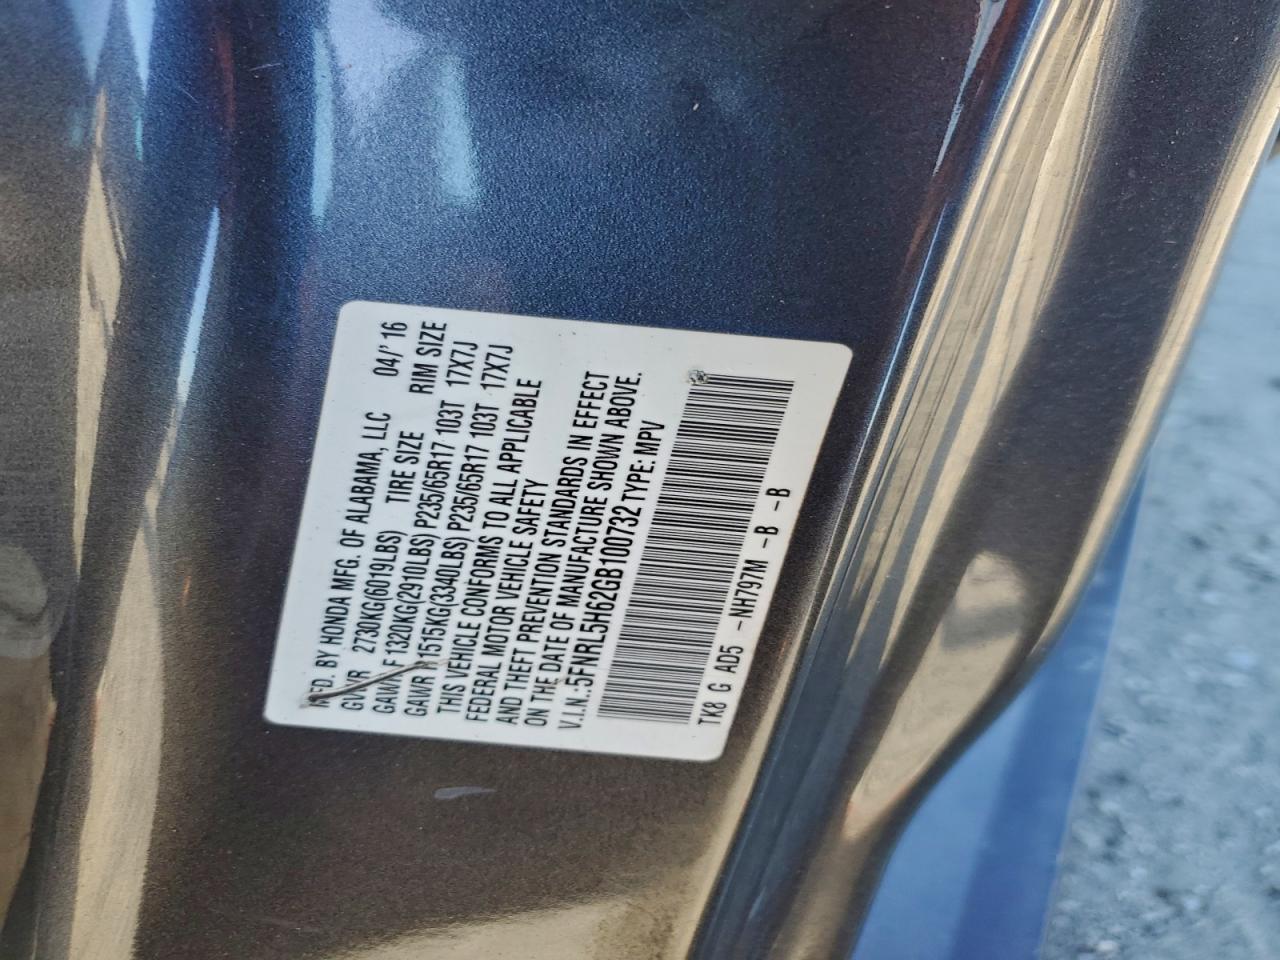 MFD. BY HONDA MFG. OF ALABAMA, LLC 04/' 16
GVWR 2730KG(6019LBS) TIRE SIZE RIM SIZE
GAWR F1320KG(2910LBS) P235/65R17 103T 17X7J
GAWR R1515KG(3340LBS) P235/65R17 103T 17X7J
THIS VEHICLE CONFORMS TO ALL APPLICABLE
FEDERAL MOTOR VEHICLE SAFETY
AND THEFT PREVENTION STANDARDS IN EFFECT
ON THE DATE OF MANUFACTURE SHOWN ABOVE.
V.I.N.:5FNRL5H62GB100732 TYPE: MPV
TK8 G AD5 -NH797M -B -B